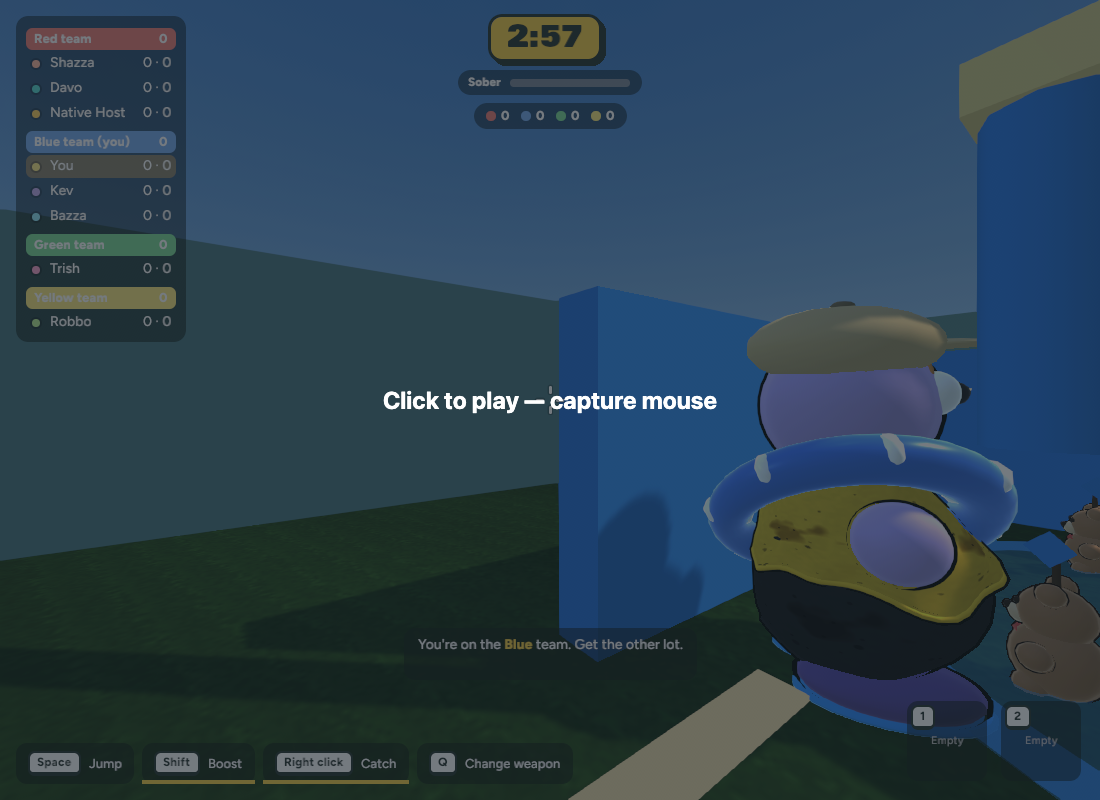 Red team 0
Shazza 0 · 0
Davo 0 · 0
Native Host 0 · 0
Blue team (you) 0
You 0 · 0
Kev 0 · 0
Bazza 0 · 0
Green team 0
Trish 0 · 0
Yellow team 0
Robbo 0 · 0
2:57
Sober
0 0 0 0
Click to play — capture mouse
You're on the Blue team. Get the other lot.
Space Jump Shift Boost Right click Catch Q Change weapon
1 Empty 2 Empty